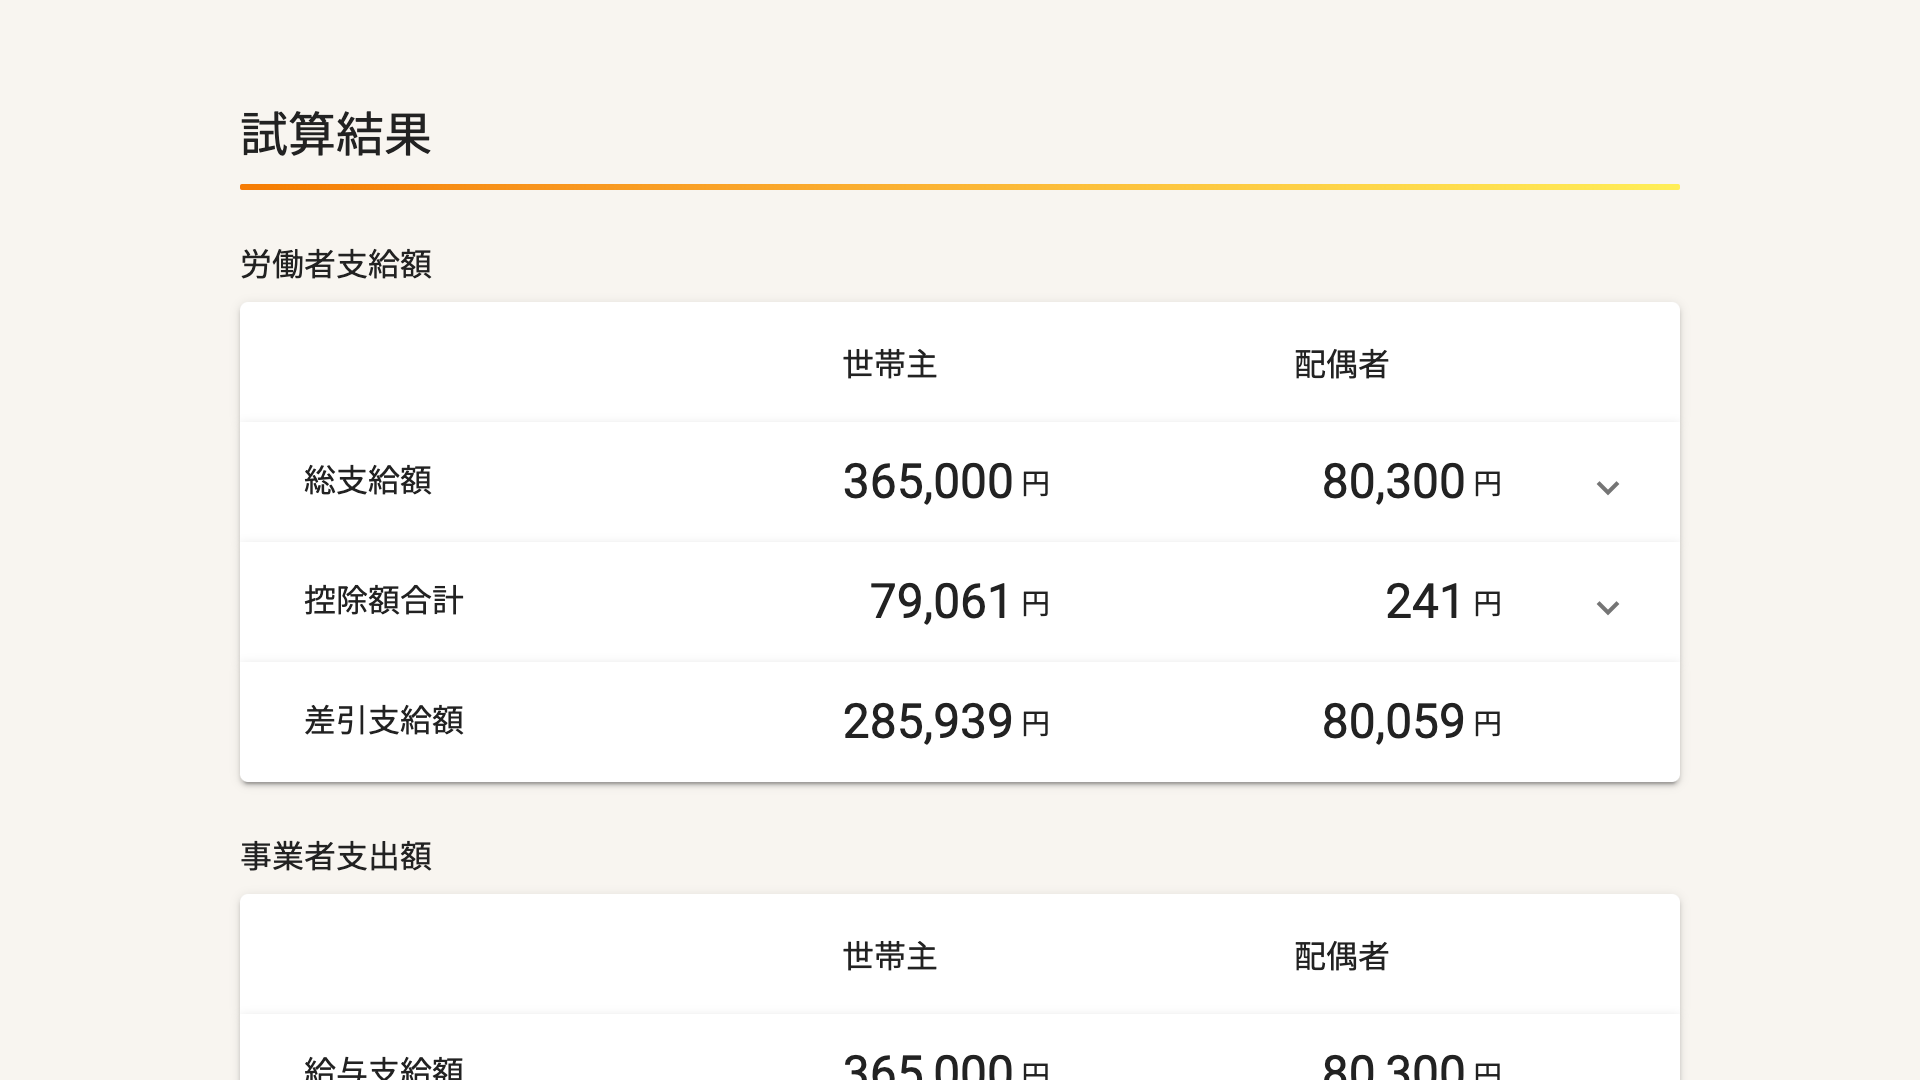 試算結果
労働者支給額
世帯主 配偶者
総支給額 365,000 円 80,300 円
控除額合計 79,061 円 241 円
差引支給額 285,939 円 80,059 円
事業者支出額
世帯主 配偶者
給与支給額 365,000 円 80,300 円